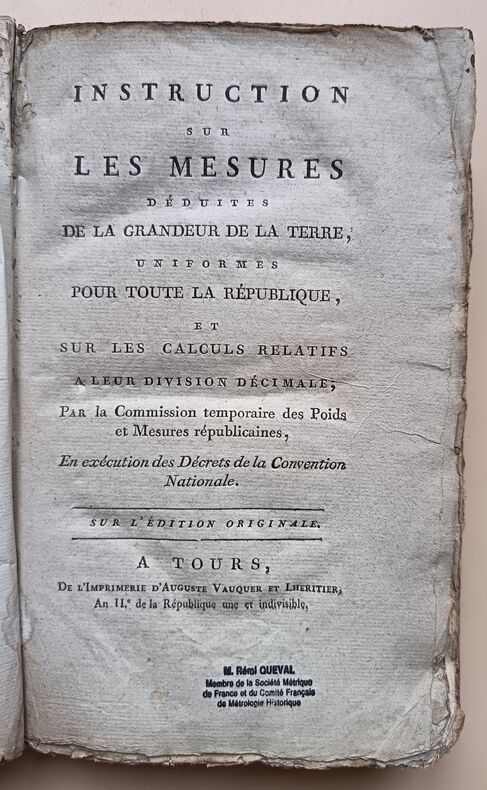 INSTRUCTION
SUR
LES MESURES
DÉDUITES
DE LA GRANDEUR DE LA TERRE,
UNIFORMES
POUR TOUTE LA RÉPUBLIQUE,
ET
SUR LES CALCULS RELATIFS
A LEUR DIVISION DÉCIMALE;
PAR la Commission temporaire des Poids
et Mesures républicaines,
En exécution des Décrets de la Convention
Nationale.
SUR L'ÉDITION ORIGINALE.
A TOURS,
DE L'IMPRIMERIE D'AUGUSTE VAUQUER ET LHERITIER,
An II.e de la République une et indivisible,
M. Rémi QUEVAL
Membre de la Société Métrique
de France et du Comité Français
de Métrologie Historique